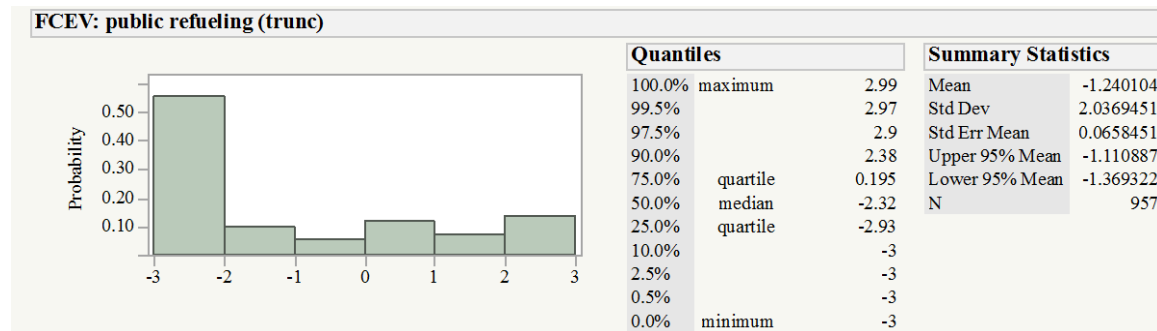 FCEV: public refueling (trunc)
Probability
0.50
0.40
0.30
0.20
0.10
-3 -2 -1 0 1 2 3
Quantiles
100.0% maximum 2.99
99.5% 2.97
97.5% 2.9
90.0% 2.38
75.0% quartile 0.195
50.0% median -2.32
25.0% quartile -2.93
10.0% -3
2.5% -3
0.5% -3
0.0% minimum -3
Summary Statistics
Mean -1.240104
Std Dev 2.0369451
Std Err Mean 0.0658451
Upper 95% Mean -1.110887
Lower 95% Mean -1.369322
N 957